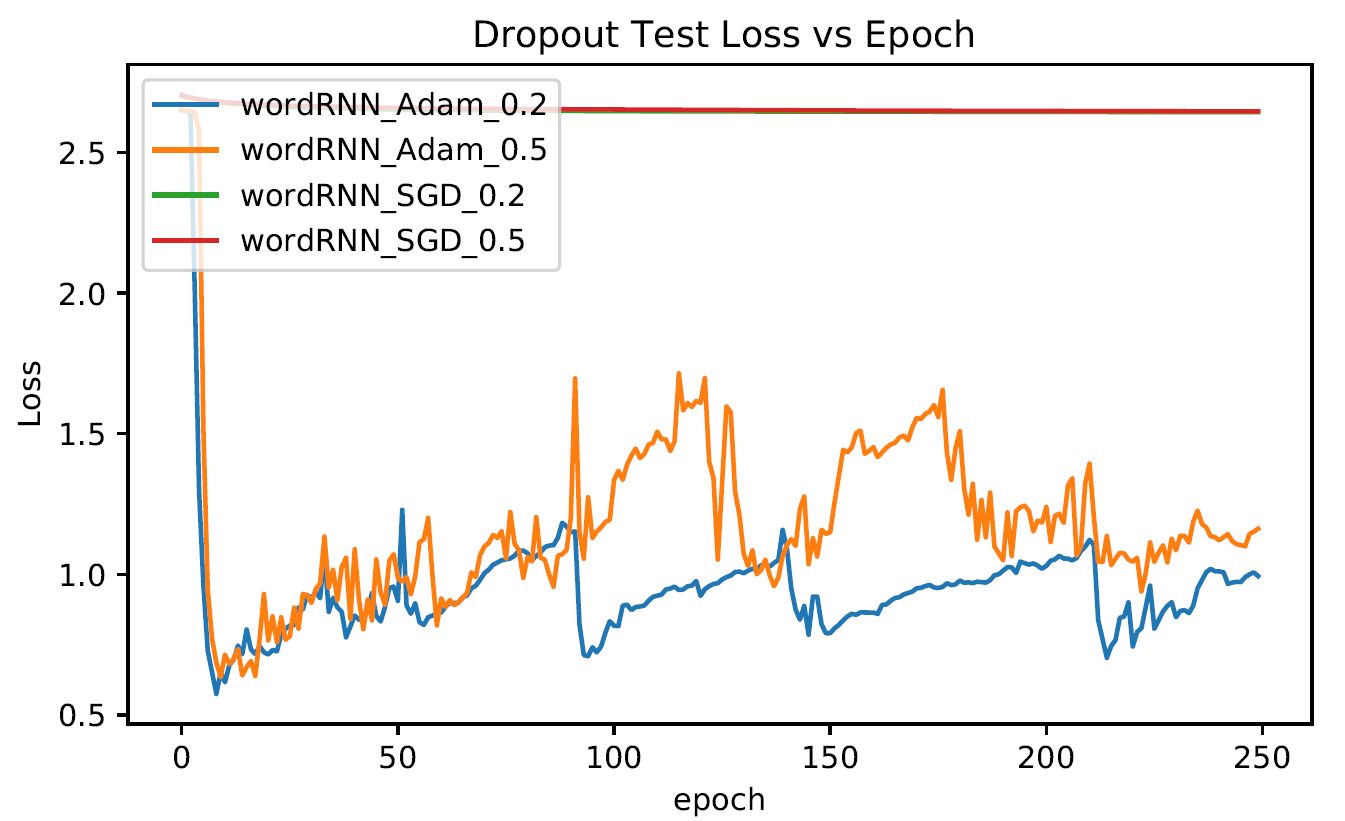 Dropout Test Loss vs Epoch
wordRNN_Adam_0.2
wordRNN_Adam_0.5
wordRNN_SGD_0.2
wordRNN_SGD_0.5
Loss
2.5
2.0
1.5
1.0
0.5
0 50 100 150 200 250
epoch